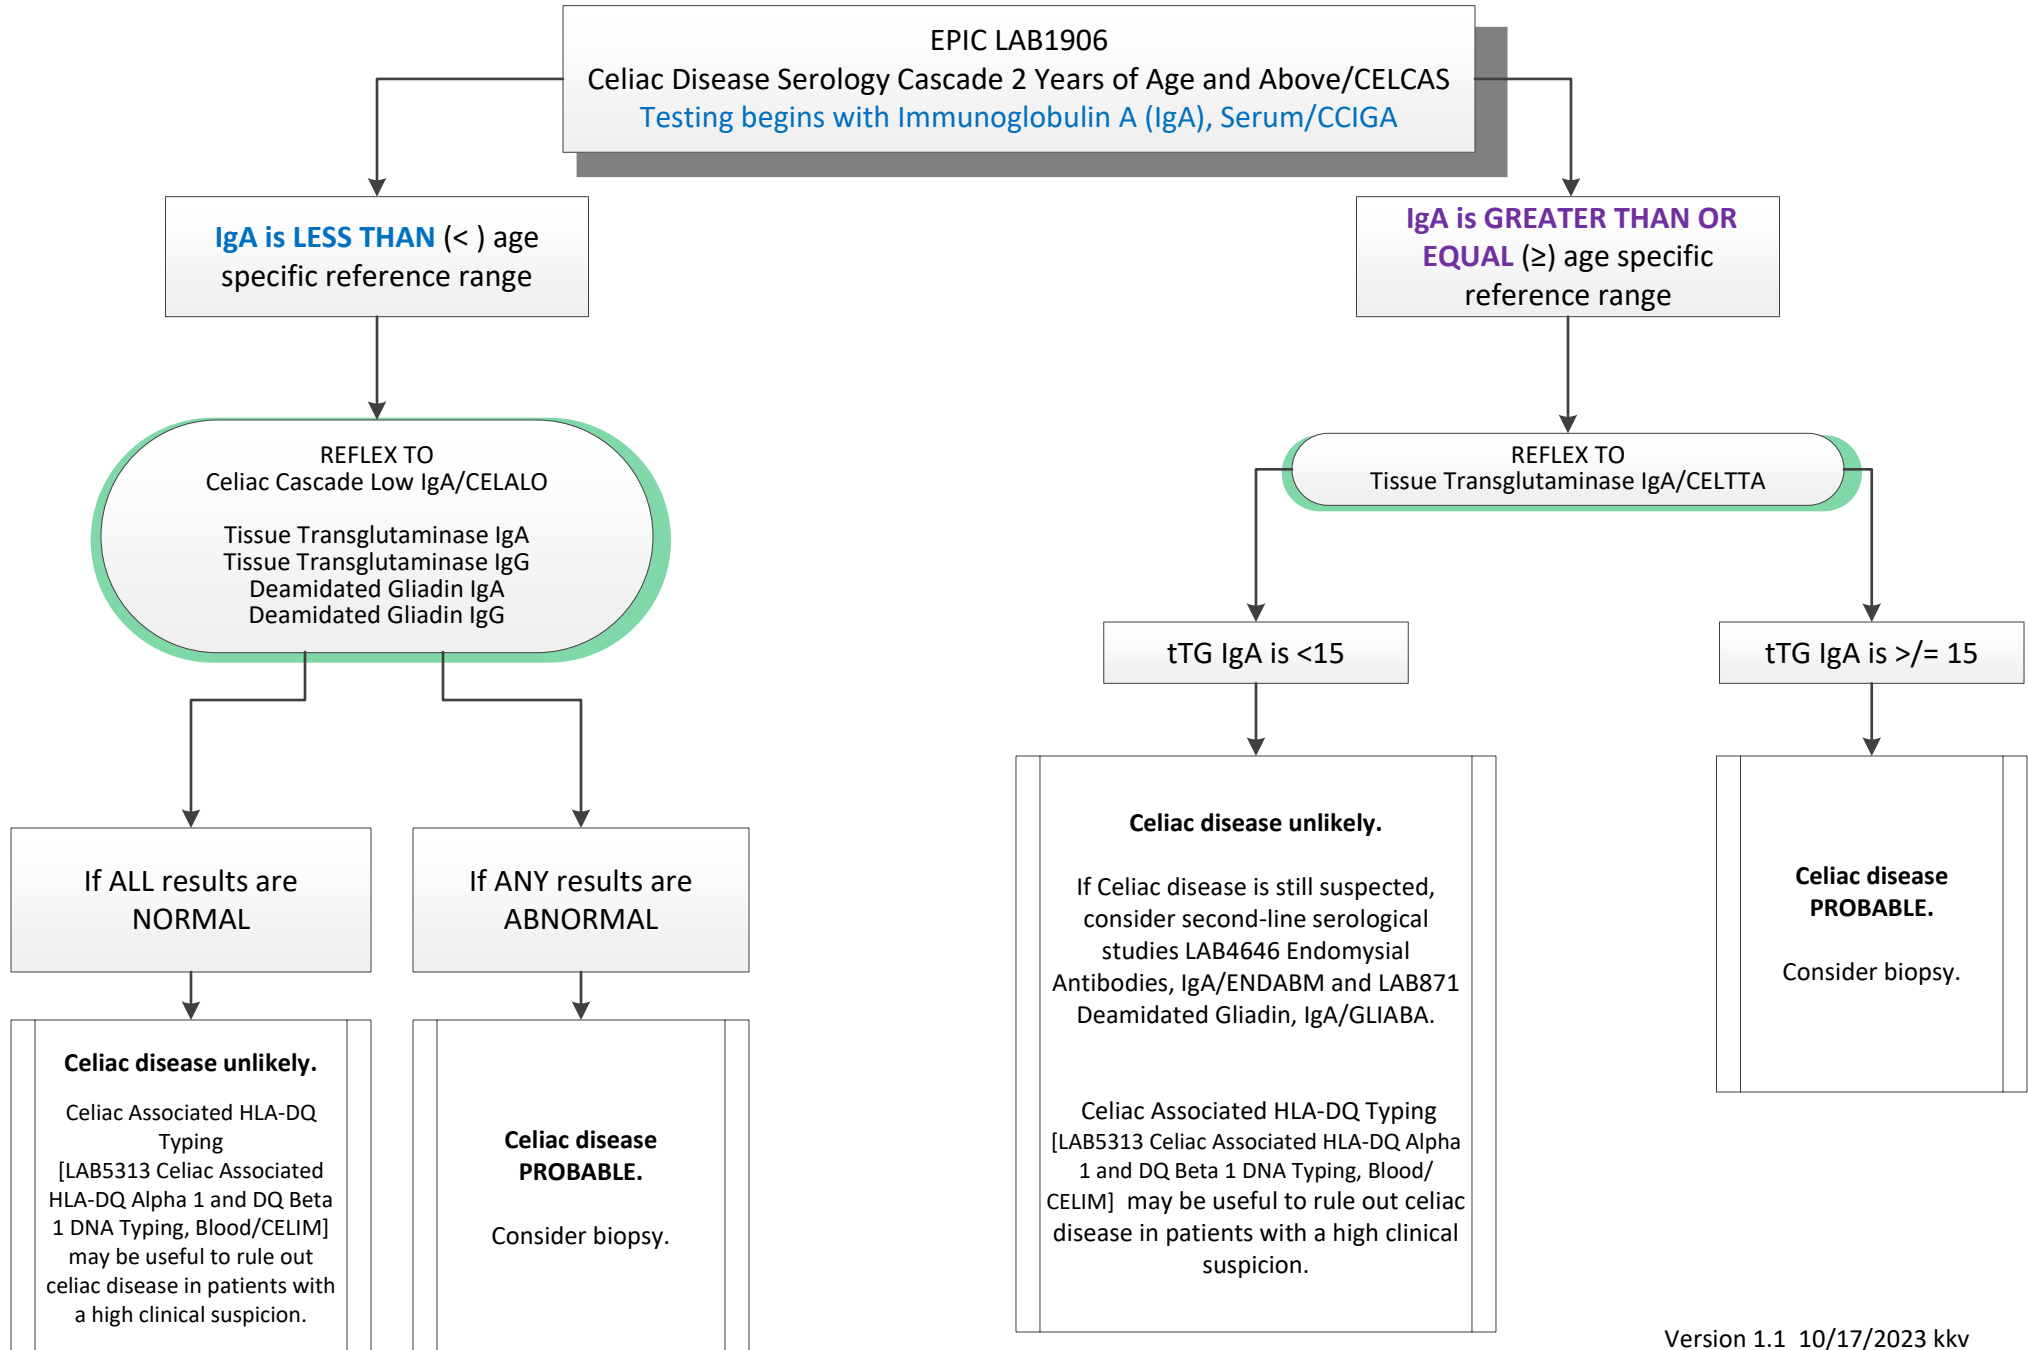 EPIC LAB1906
Celiac Disease Serology Cascade 2 Years of Age and Above/CELCAS
Testing begins with Immunoglobulin A (IgA), Serum/CCIGA
IgA is LESS THAN (< ) age
specific reference range
IgA is GREATER THAN OR
EQUAL (≥) age specific
reference range
REFLEX TO
Celiac Cascade Low IgA/CELALO
Tissue Transglutaminase IgA
Tissue Transglutaminase IgG
Deamidated Gliadin IgA
Deamidated Gliadin IgG
REFLEX TO
Tissue Transglutaminase IgA/CELTTA
tTG IgA is <15
tTG IgA is >/= 15
If ALL results are
NORMAL
If ANY results are
ABNORMAL
Celiac disease unlikely.
Celiac Associated HLA-DQ
Typing
[LAB5313 Celiac Associated
HLA-DQ Alpha 1 and DQ Beta
1 DNA Typing, Blood/CELIM]
may be useful to rule out
celiac disease in patients with
a high clinical suspicion.
Celiac disease
PROBABLE.
Consider biopsy.
Celiac disease unlikely.
If Celiac disease is still suspected,
consider second-line serological
studies LAB4646 Endomysial
Antibodies, IgA/ENDABM and LAB871
Deamidated Gliadin, IgA/GLIABA.
Celiac Associated HLA-DQ Typing
[LAB5313 Celiac Associated HLA-DQ Alpha
1 and DQ Beta 1 DNA Typing, Blood/
CELIM] may be useful to rule out celiac
disease in patients with a high clinical
suspicion.
Celiac disease
PROBABLE.
Consider biopsy.
Version 1.1 10/17/2023 kkv